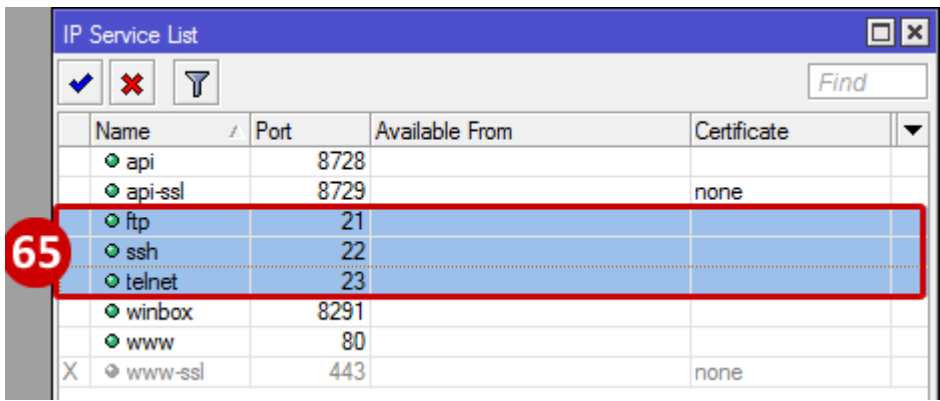 IP Service List
Find
Name Port Available From Certificate
api 8728
api-ssl 8729 none
ftp 21
65
ssh 22
telnet 23
winbox 8291
www 80
X www-ssl 443 none